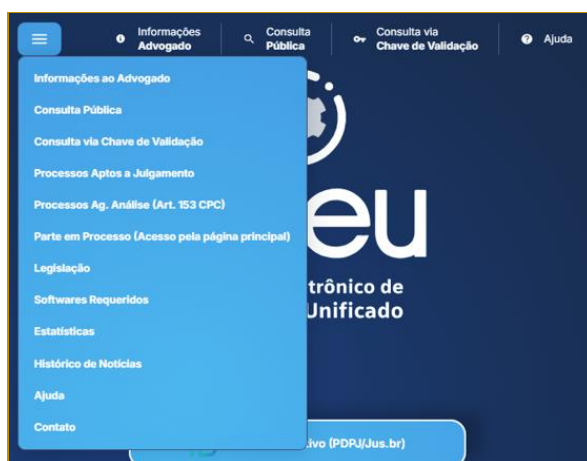 Informações
Advogado
Consulta
Pública
Consulta via
Chave de Validação
Ajuda
Informações ao Advogado
Consulta Pública
Consulta via Chave de Validação
Processos Aptos a Julgamento
Processos Ag. Análise (Art. 153 CPC)
Parte em Processo (Acesso pela página principal)
Legislação
Softwares Requeridos
Estatísticas
Histórico de Notícias
Ajuda
Contato
eu
trônico de
Unificado
ivo (PDPJ/Jus.br)